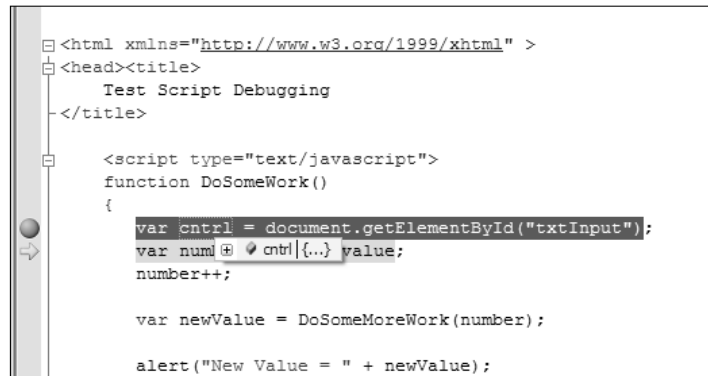 <html xmlns="http://www.w3.org/1999/xhtml" >
<head><title>
Test Script Debugging
</title>
<script type="text/javascript">
function DoSomeWork()
{
var cntrl = document.getElementById("txtInput");
var num cntrl {...} value;
number++;
var newValue = DoSomeMoreWork(number);
alert("New Value = " + newValue);